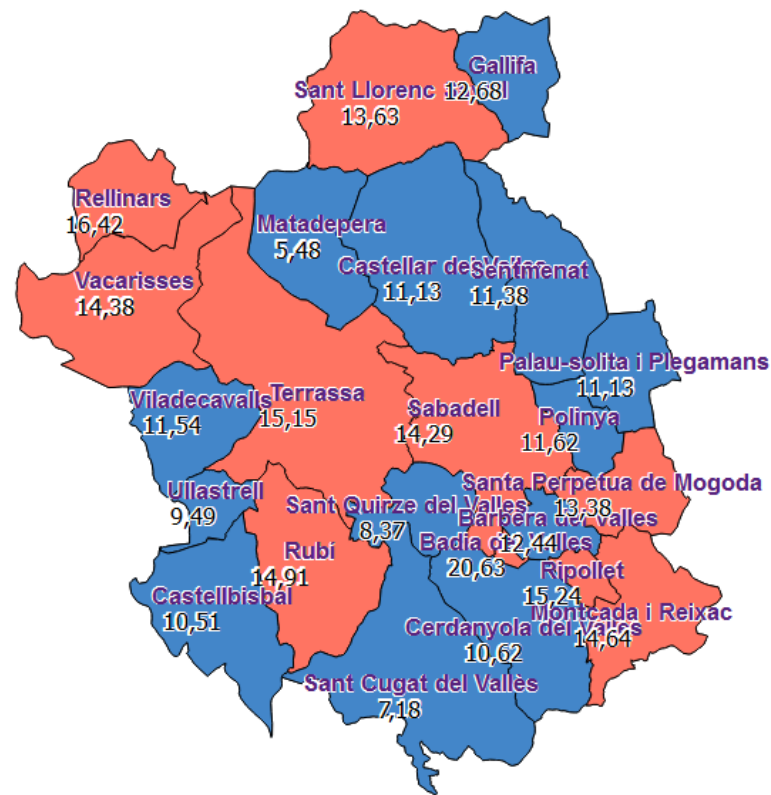 Gallifa
12,68
Sant Llorenc
13,63
Rellinars
16,42
Matadepera
5,48
Castellar del Valles
11,13
Sentmenat
11,38
Vacarisses
14,38
Palau-solita i Plegamans
11,13
Viladecavalls
11,54
Terrassa
15,15
Sabadell
14,29
Polinya
11,62
Santa Perpetua de Mogoda
13,38
Ullastrell
9,49
Sant Quirze del Valles
8,37
Barbera del Valles
12,44
Badia del Valles
20,63
Rubí
14,91
Ripollet
15,24
Castellbisbal
10,51
Montcada i Reixac
14,64
Cerdanyola del Valles
10,62
Sant Cugat del Vallès
7,18